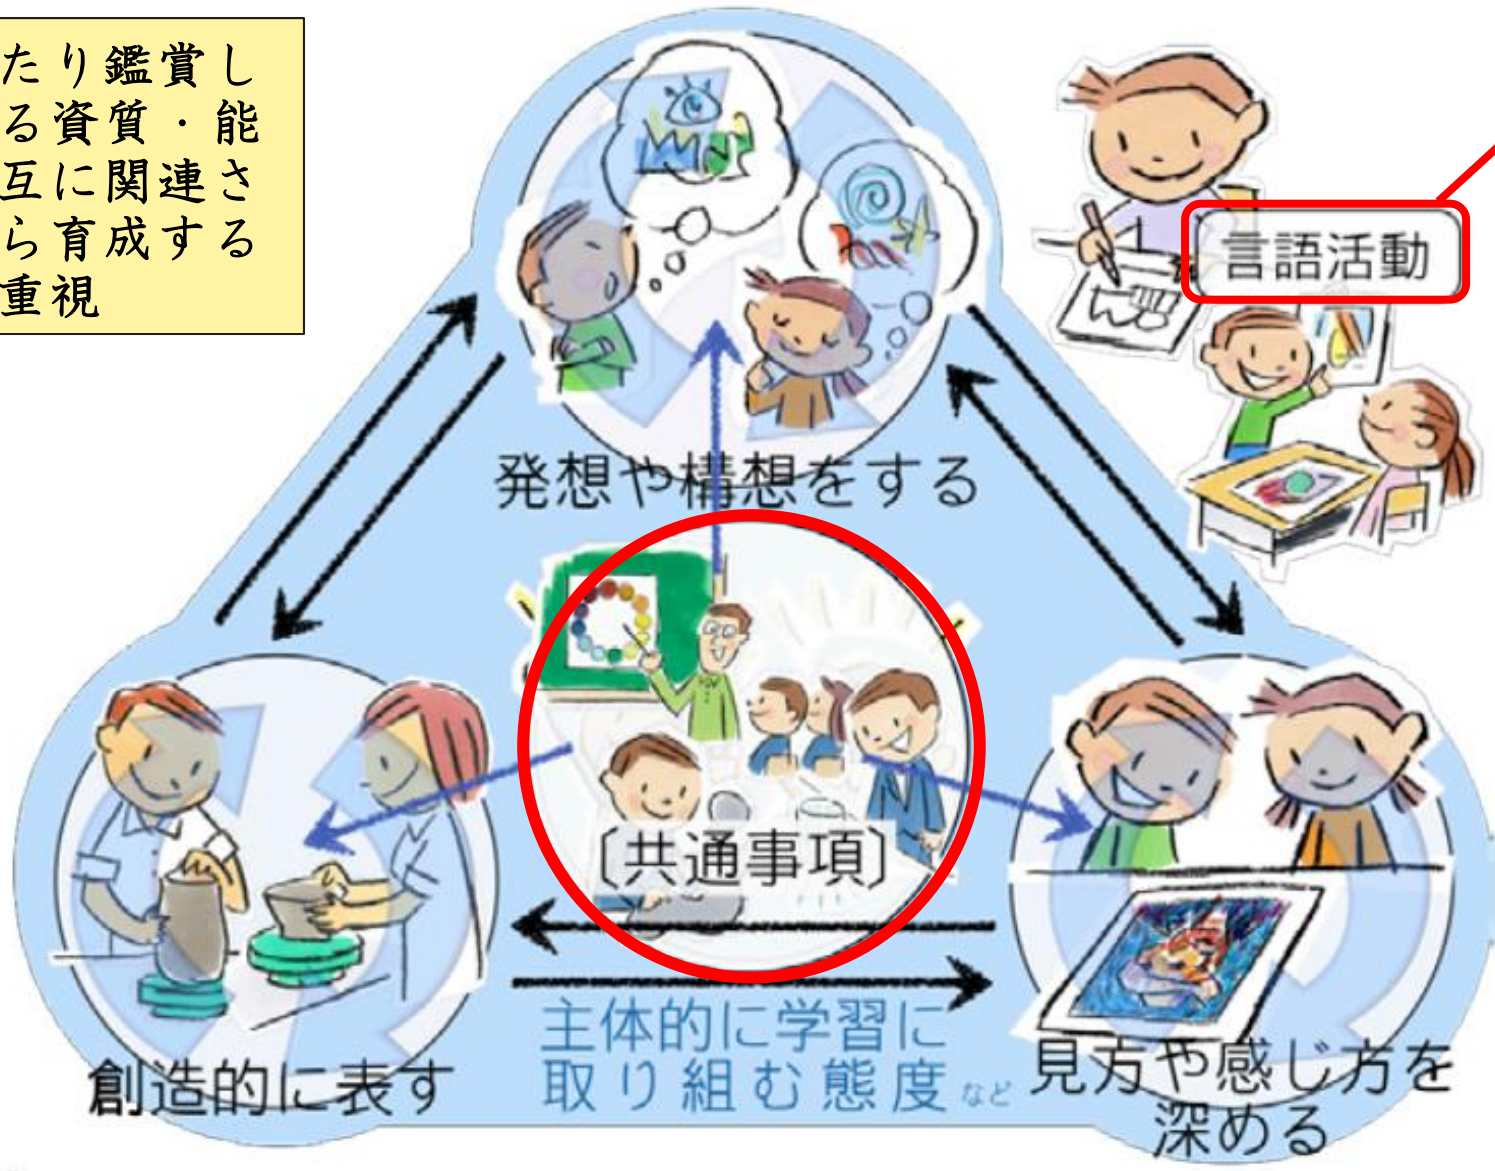 たり鑑賞し
る資質・能
互に関連さ
ら育成する
重視
言語活動
発想や構想をする
〔共通事項〕
主体的に学習に
取り組む態度など
創造的に表す
見方や感じ方を
深める